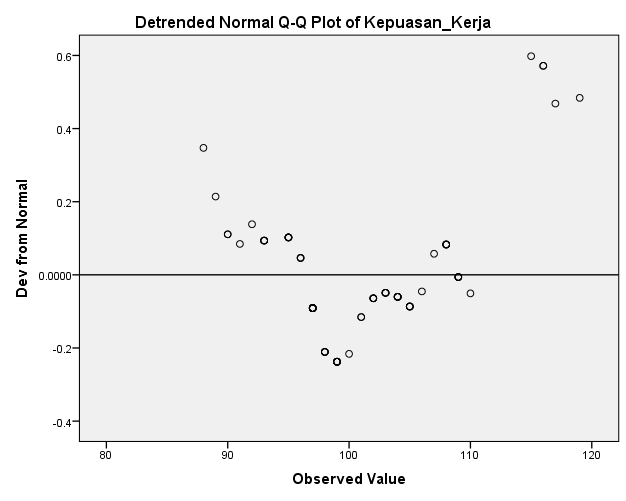 Detrended Normal Q-Q Plot of Kepuasan_Kerja
Dev from Normal
0.6
0.4
0.2
0.0000
-0.2
-0.4
80 90 100 110 120
Observed Value